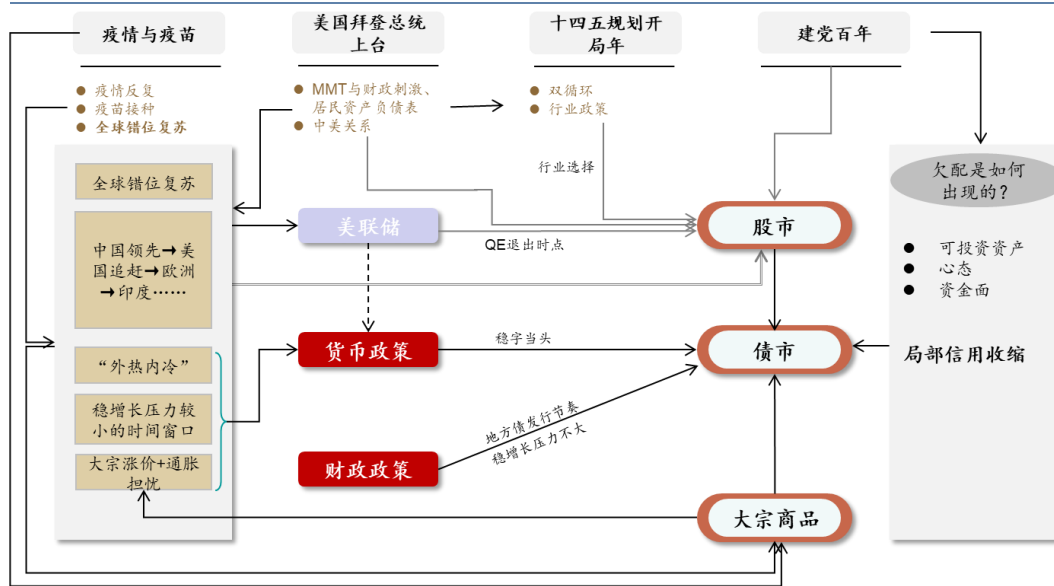 疫情与疫苗
美国拜登总统
上台
十四五规划开
局年
建党百年
疫情反复
疫苗接种
全球错位复苏
MMT与财政刺激、
居民资产负债表
中美关系
双循环
行业政策
全球错位复苏
中国领先→美
国追赶→欧洲
→印度……
“外热内冷”
稳增长压力较
小的时间窗口
大宗涨价+通胀
担忧
美联储
货币政策
财政政策
行业选择
QE退出时点
稳字当头
地方债发行节奏
稳增长压力不大
股市
债市
大宗商品
欠配是如何
出现的?
可投资资产
心态
资金面
局部信用收缩